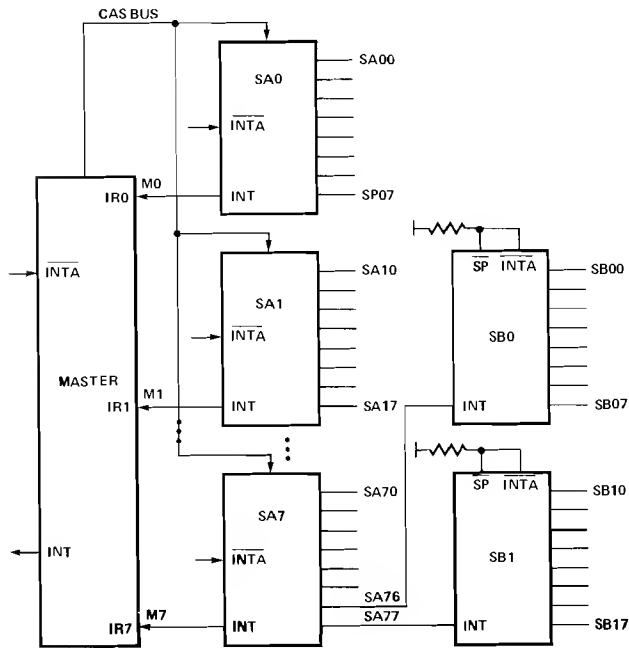 CAS BUS
SA0
SA00
INTA
INT
SP07
M0
IR0
INTA
MASTER
SA1
SA10
INTA
INT
SA17
M1
IR1
SP INTA
SB0
SB00
INT
SB07
SA7
SA70
INTA
SA76
SA77
INT
M7
IR7
INT
SP INTA
SB1
SB10
INT
SB17